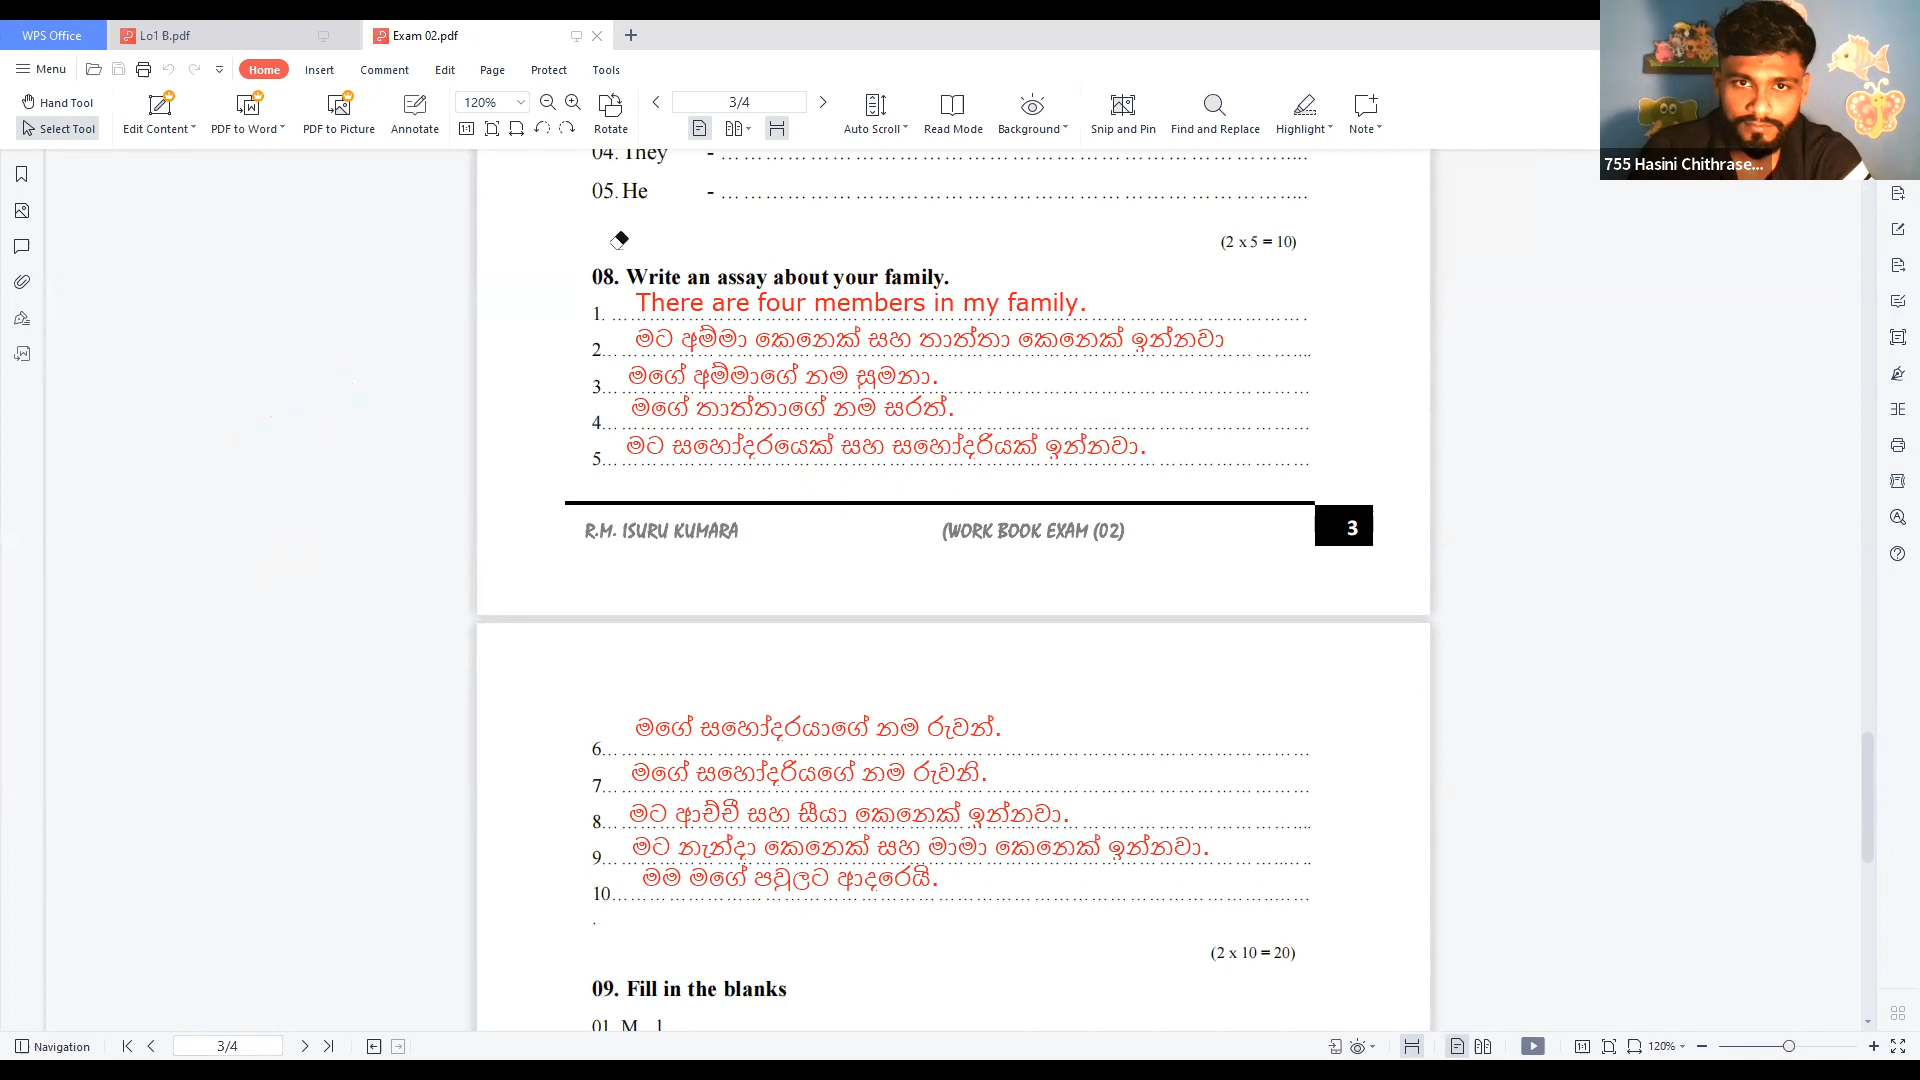 WPS Office
Lo1 B.pdf
Exam 02.pdf
Menu
Home
Insert
Comment
Edit
Page
Protect
Tools
Hand Tool
Select Tool
Edit Content
PDF to Word
PDF to Picture
Annotate
120%
Rotate
3/4
Auto Scroll
Read Mode
Background
Snip and Pin
Find and Replace
Highlight
Note
755 Hasini Chithrase...
04. They - ……………………………………………………………………..
05. He - ……………………………………………………………………..
(2 x 5 = 10)
08. Write an assay about your family.
1. There are four members in my family.
2… මට අම්මා කෙනෙක් සහ තාත්තා කෙනෙක් ඉන්නවා
3… මගේ අම්මාගේ නම සුමනා.
4… මගේ තාත්තාගේ නම සරත්.
5… මට සහෝදරයෙක් සහ සහෝදරියක් ඉන්නවා.
R.M. ISURU KUMARA (WORK BOOK EXAM (02) 3
6… මගේ සහෝදරයාගේ නම රුවන්.
7… මගේ සහෝදරියගේ නම රුවනි.
8… මට ආච්චී සහ සීයා කෙනෙක් ඉන්නවා.
9… මට නැන්දා කෙනෙක් සහ මාමා කෙනෙක් ඉන්නවා.
10… මම මගේ පවුලට ආදරෙයි.
.
(2 x 10 = 20)
09. Fill in the blanks
01. M_ l
Navigation
3/4
120%